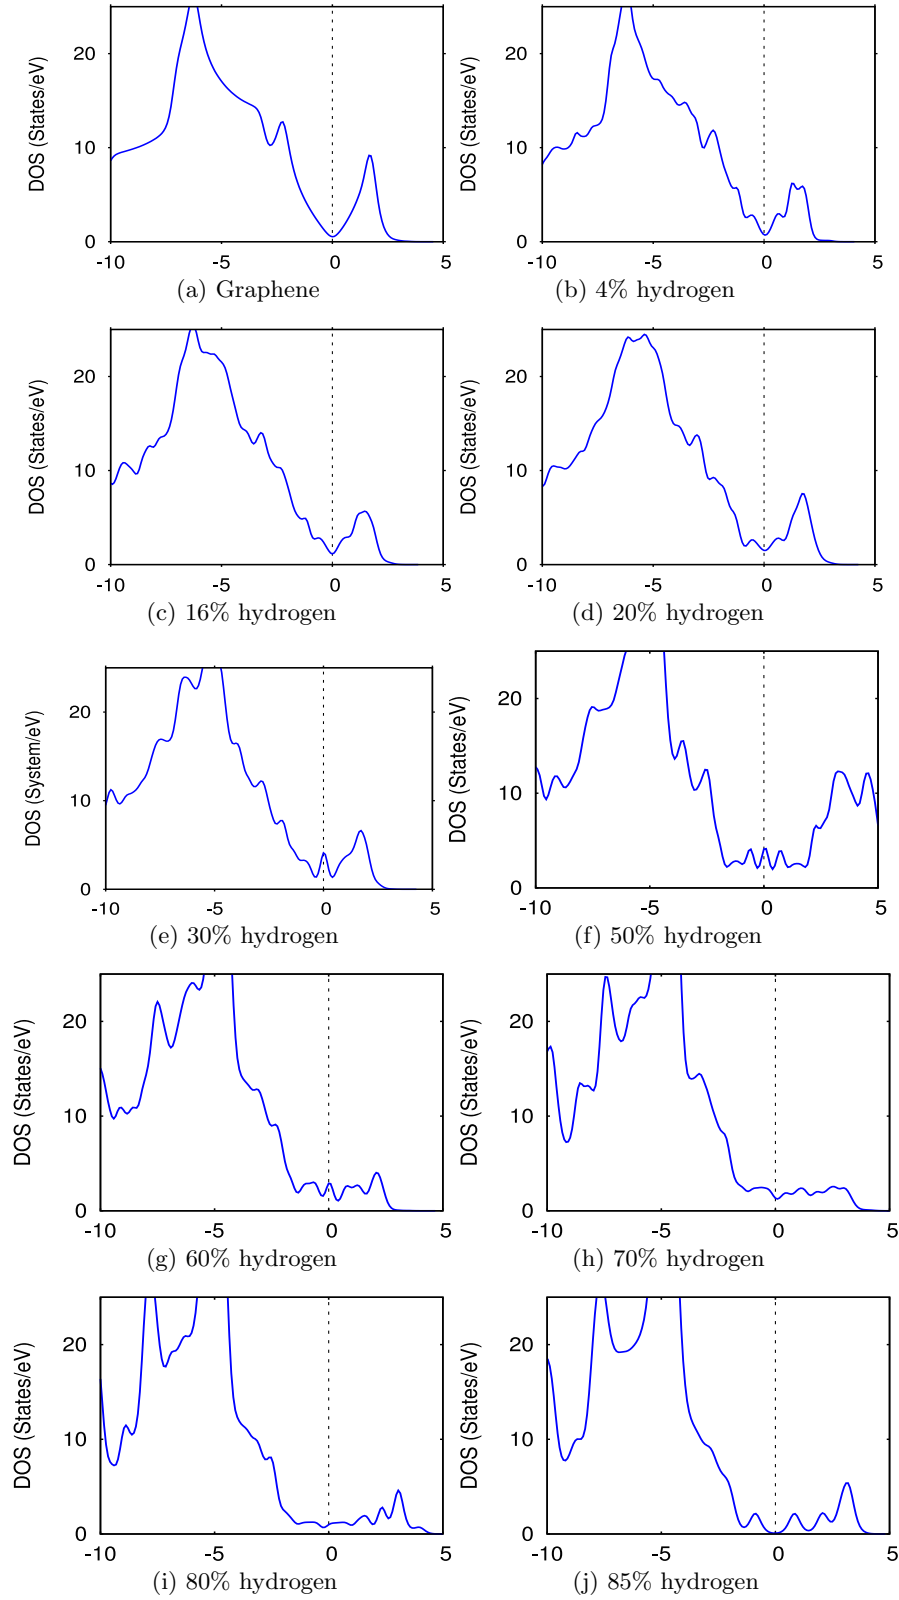 DOS (States/eV)
20
10
0
-10 -5 0 5
(a) Graphene
DOS (States/eV)
20
10
0
-10 -5 0 5
(b) 4% hydrogen
DOS (States/eV)
20
10
0
-10 -5 0 5
(c) 16% hydrogen
DOS (States/eV)
20
10
0
-10 -5 0 5
(d) 20% hydrogen
DOS (System/eV)
20
10
0
-10 -5 0 5
(e) 30% hydrogen
DOS (States/eV)
20
10
0
-10 -5 0 5
(f) 50% hydrogen
DOS (States/eV)
20
10
0
-10 -5 0 5
(g) 60% hydrogen
DOS (States/eV)
20
10
0
-10 -5 0 5
(h) 70% hydrogen
DOS (States/eV)
20
10
0
-10 -5 0 5
(i) 80% hydrogen
DOS (States/eV)
20
10
0
-10 -5 0 5
(j) 85% hydrogen